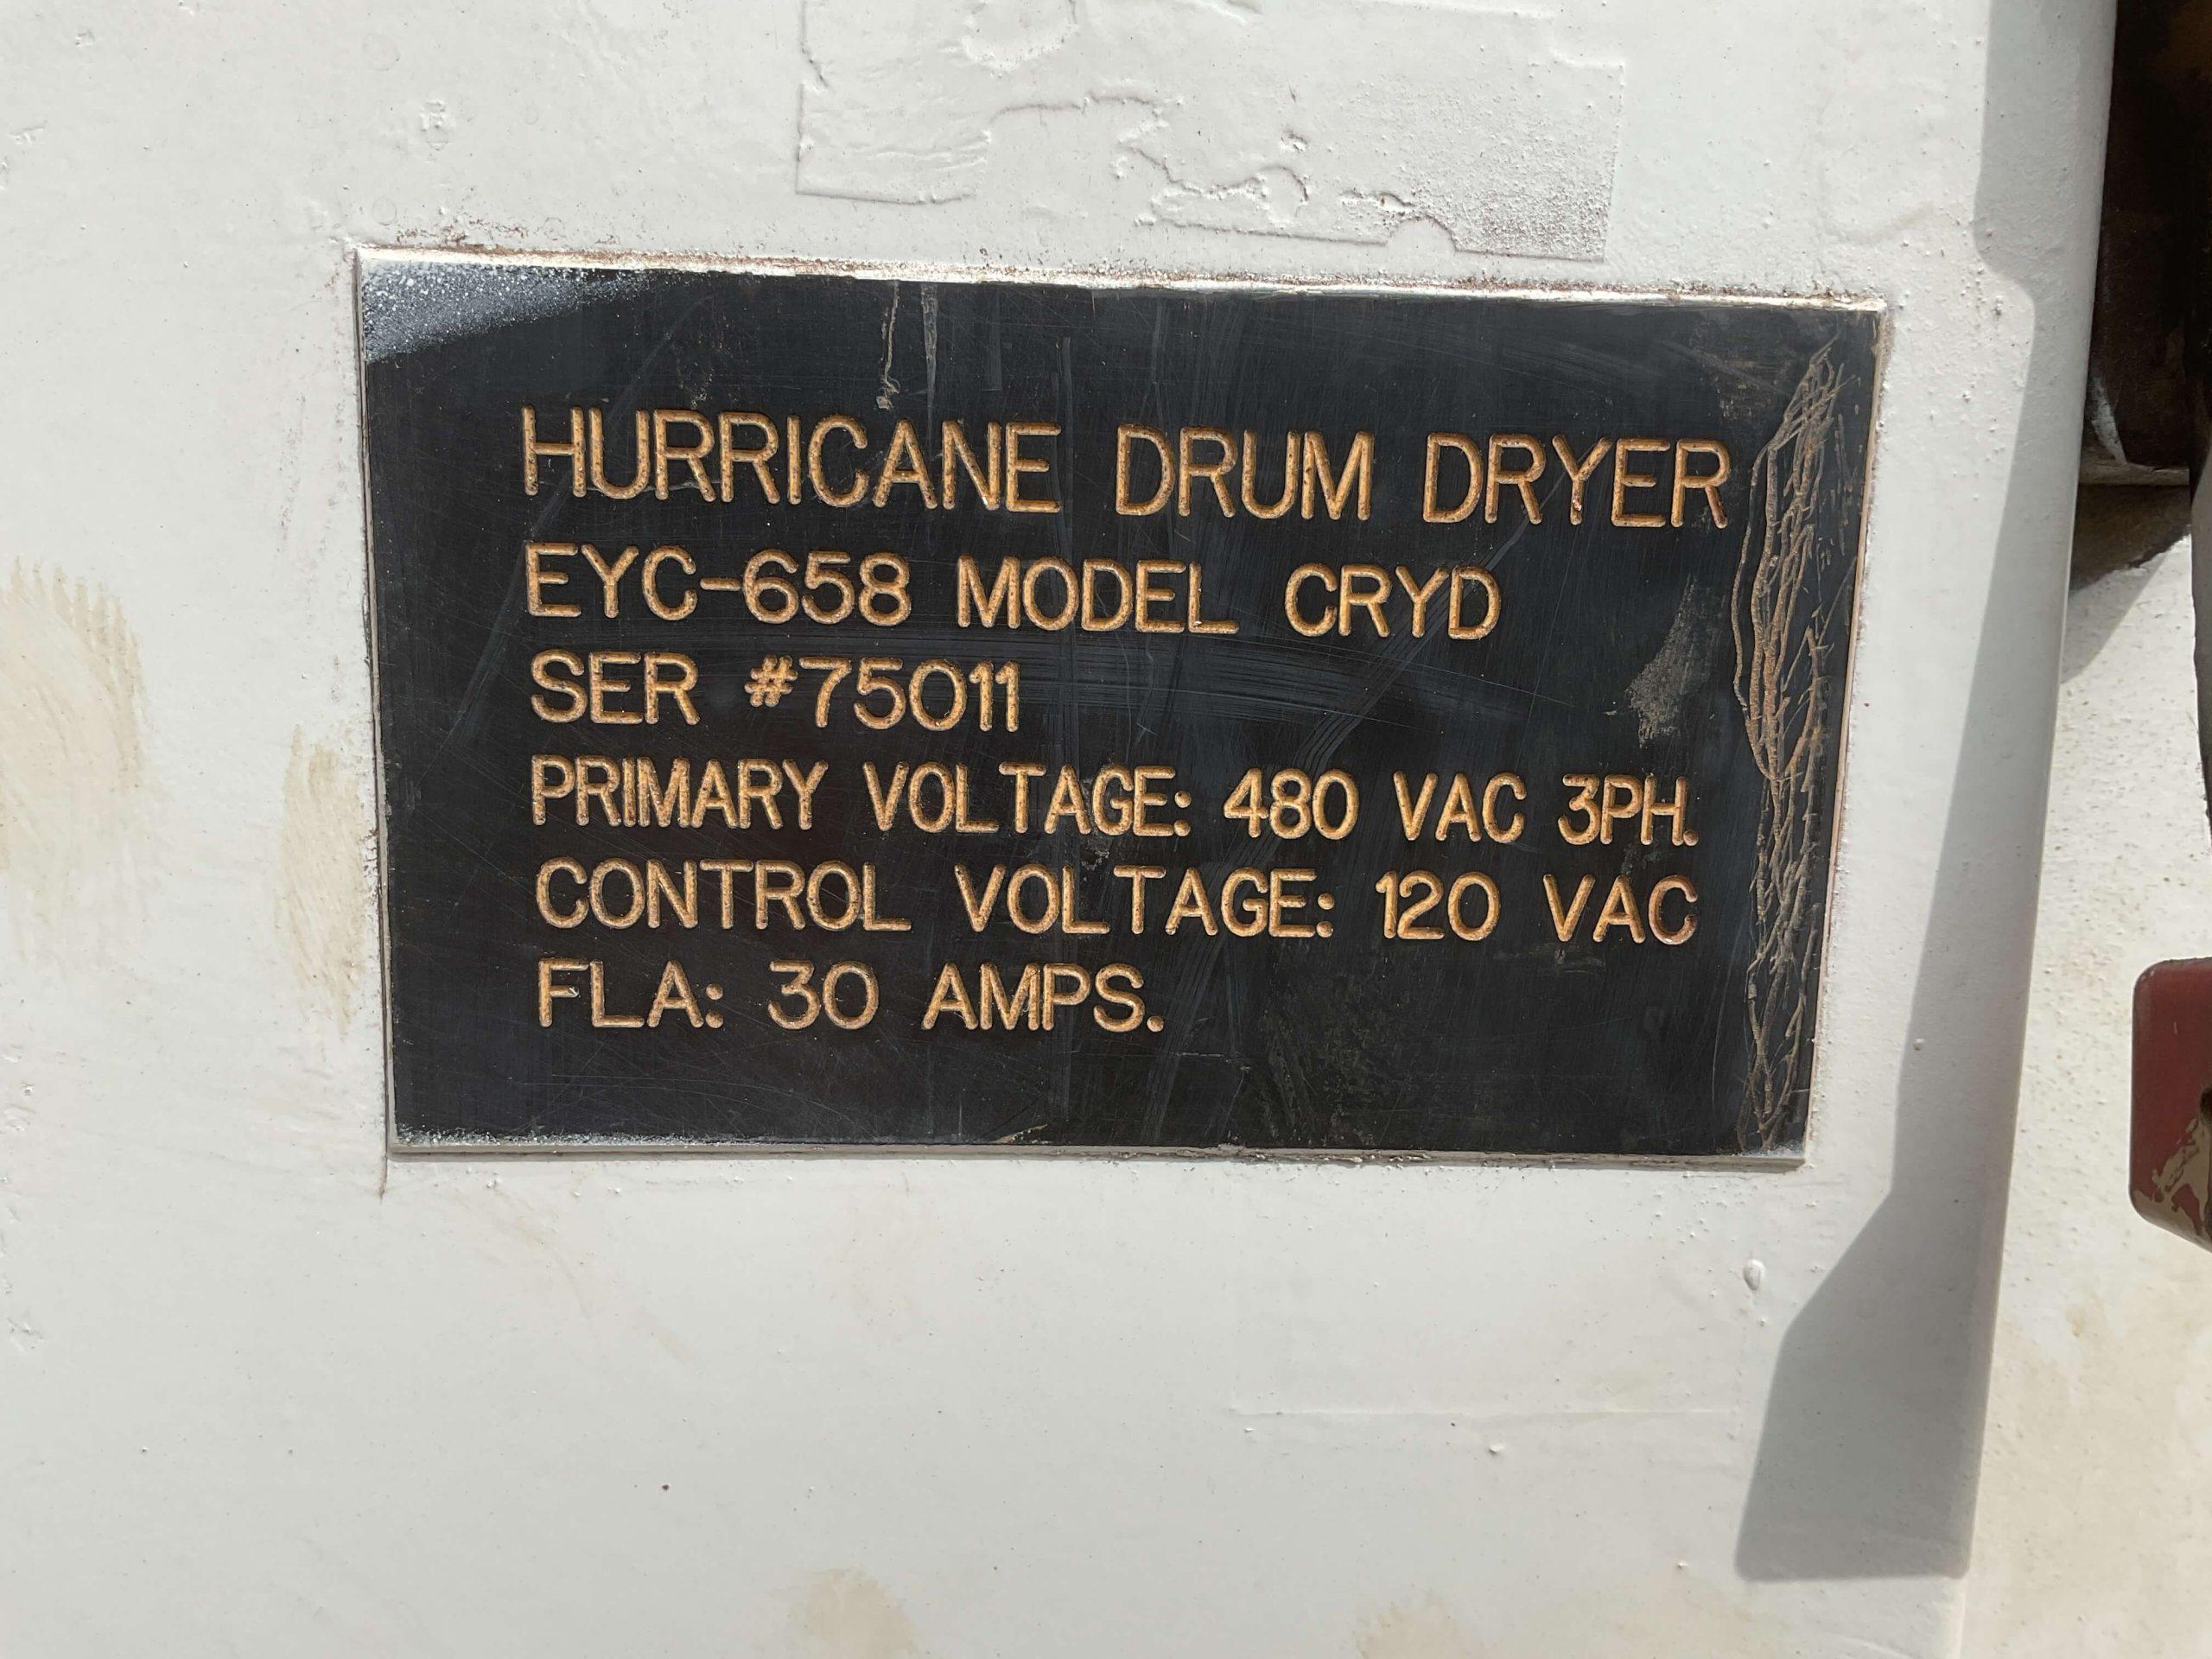 HURRICANE DRUM DRYER
EYC-658 MODEL CRYD
SER #75011
PRIMARY VOLTAGE: 480 VAC 3PH.
CONTROL VOLTAGE: 120 VAC
FLA: 30 AMPS.